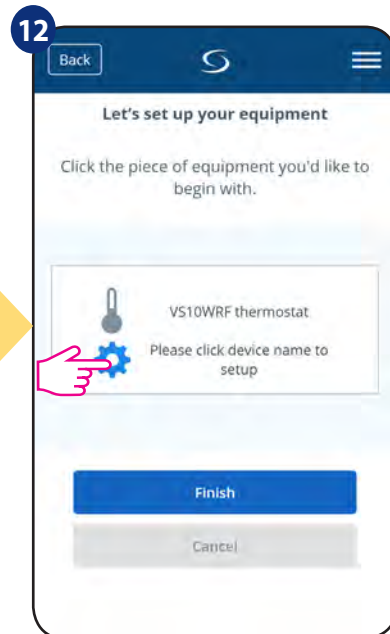 12
Back
Let's set up your equipment
Click the piece of equipment you'd like to
begin with.
VS10WRF thermostat
Please click device name to
setup
Finish
Cancel